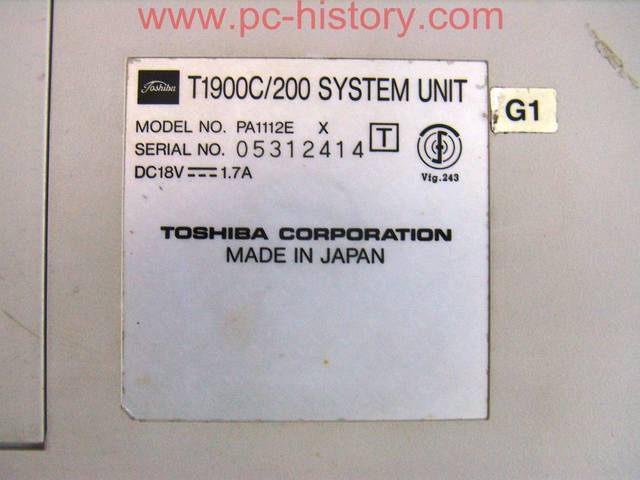 www.pc-history.com
Toshiba T1900C/200 SYSTEM UNIT
G1
MODEL NO. PA1112E X
T
SERIAL NO. 05312414
DC18V⎓1.7A
Vfg.243
TOSHIBA CORPORATION
MADE IN JAPAN